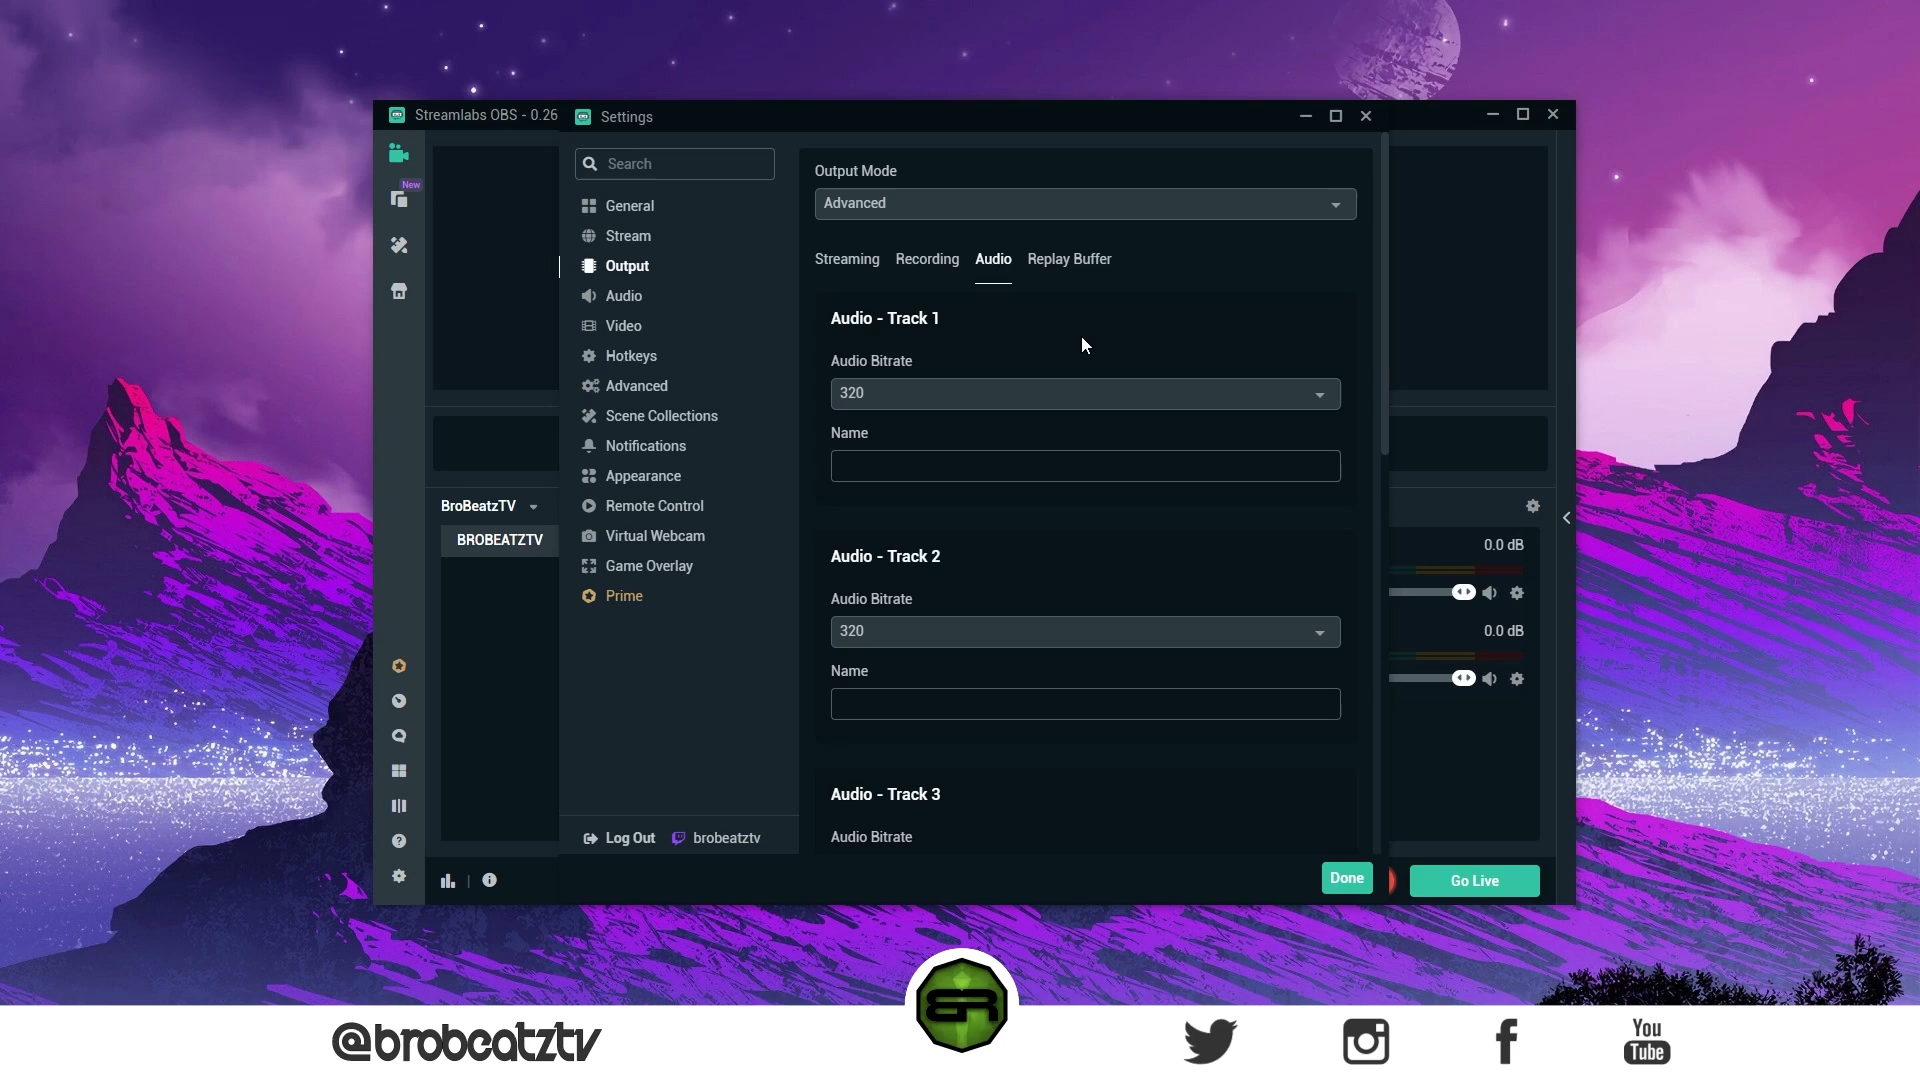 Streamlabs OBS - 0.26
Settings
New
Search
General
Stream
Output
Audio
Video
Hotkeys
Advanced
Scene Collections
Notifications
Appearance
Remote Control
Virtual Webcam
Game Overlay
Prime
Log Out
brobeatztv
Output Mode
Advanced
Streaming Recording Audio Replay Buffer
Audio - Track 1
Audio Bitrate
320
Name
Audio - Track 2
Audio Bitrate
320
Name
Audio - Track 3
Audio Bitrate
Done
BroBeatzTV
BROBEATZTV
0.0 dB
0.0 dB
Go Live
@brobeatztv
BR
You
Tube